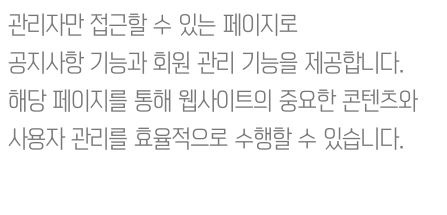 관리자만 접근할 수 있는 페이지로
공지사항 기능과 회원 관리 기능을 제공합니다.
해당 페이지를 통해 웹사이트의 중요한 콘텐츠와
사용자 관리를 효율적으로 수행할 수 있습니다.